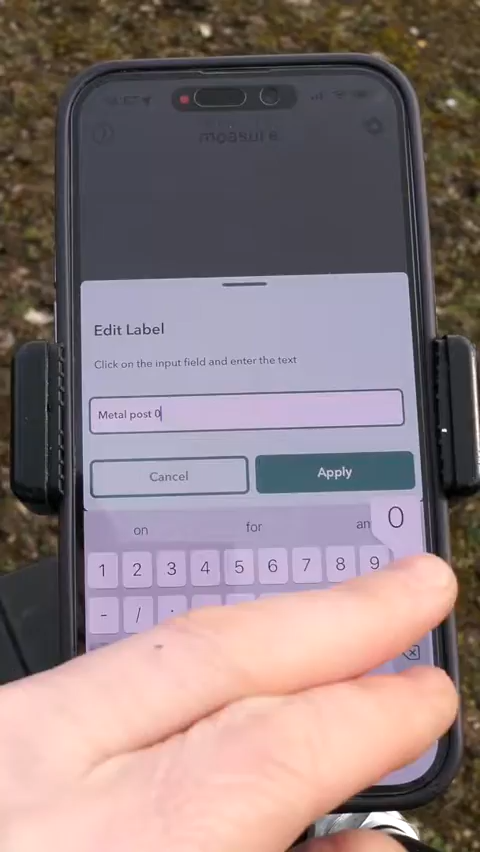 measure
Edit Label
Click on the input field and enter the text
Metal post 0
Cancel
Apply
on
for
an
0
1 2 3 4 5 6 7 8 9
- /